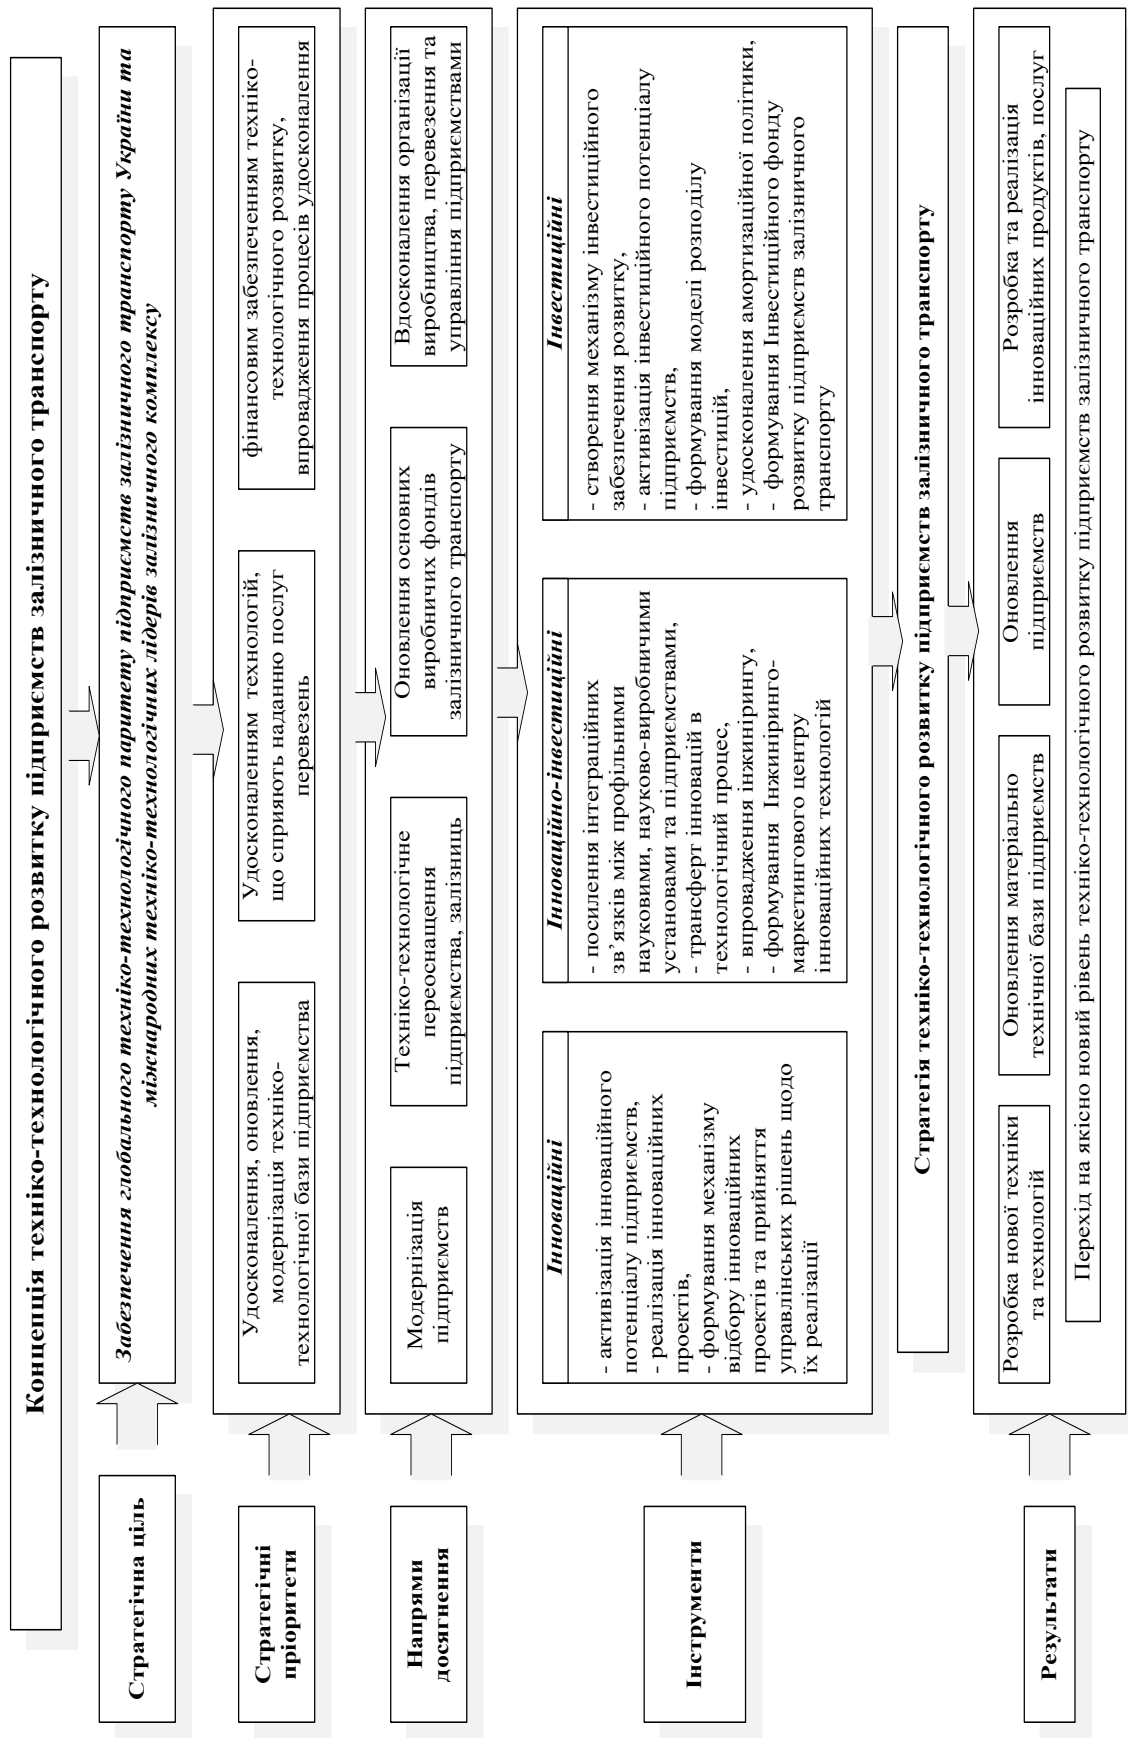 Концепція техніко-технологічного розвитку підприємств залізничного транспорту
Стратегічна ціль
Забезпечення глобального техніко-технологічного паритету підприємств залізничного транспорту України та
міжнародних техніко-технологічних лідерів залізничного комплексу
Стратегічні
пріоритети
Удосконалення, оновлення,
модернізація техніко-
технологічної бази підприємства
Удосконаленням технологій,
що сприяють наданню послуг
перевезень
фінансовим забезпеченням техніко-
технологічного розвитку,
впровадження процесів удосконалення
Напрями
досягнення
Модернізація
підприємств
Техніко-технологічне
переоснащення
підприємства, залізниць
Оновлення основних
виробничих фондів
залізничного транспорту
Вдосконалення організації
виробництва, перевезення та
управління підприємствами
Інструменти
Інноваційні
- активізація інноваційного
потенціалу підприємств,
- реалізація інноваційних
проектів,
- формування механізму
відбору інноваційних
проектів та прийняття
управлінських рішень щодо
їх реалізації
Інноваційно-інвестиційні
- посилення інтеграційних
зв’язків між профільними
науковими, науково-виробничими
установами та підприємствами,
- трансферт інновацій в
технологічний процес,
- впровадження інжинірингу,
- формування Інжинірингo-
маркетингового центру
інноваційних технологій
Інвестиційні
- створення механізму інвестиційного
забезпечення розвитку,
- активізація інвестиційного потенціалу
підприємств,
- формування моделі розподілу
інвестицій,
- удосконалення амортизаційної політики,
- формування Інвестиційного фонду
розвитку підприємств залізничного
транспорту
Стратегія техніко-технологічного розвитку підприємств залізничного транспорту
Результати
Розробка нової техніки
та технологій
Оновлення матеріально
технічної бази підприємств
Оновлення
підприємств
Розробка та реалізація
інноваційних продуктів, послуг
Перехід на якісно новий рівень техніко-технологічного розвитку підприємств залізничного транспорту